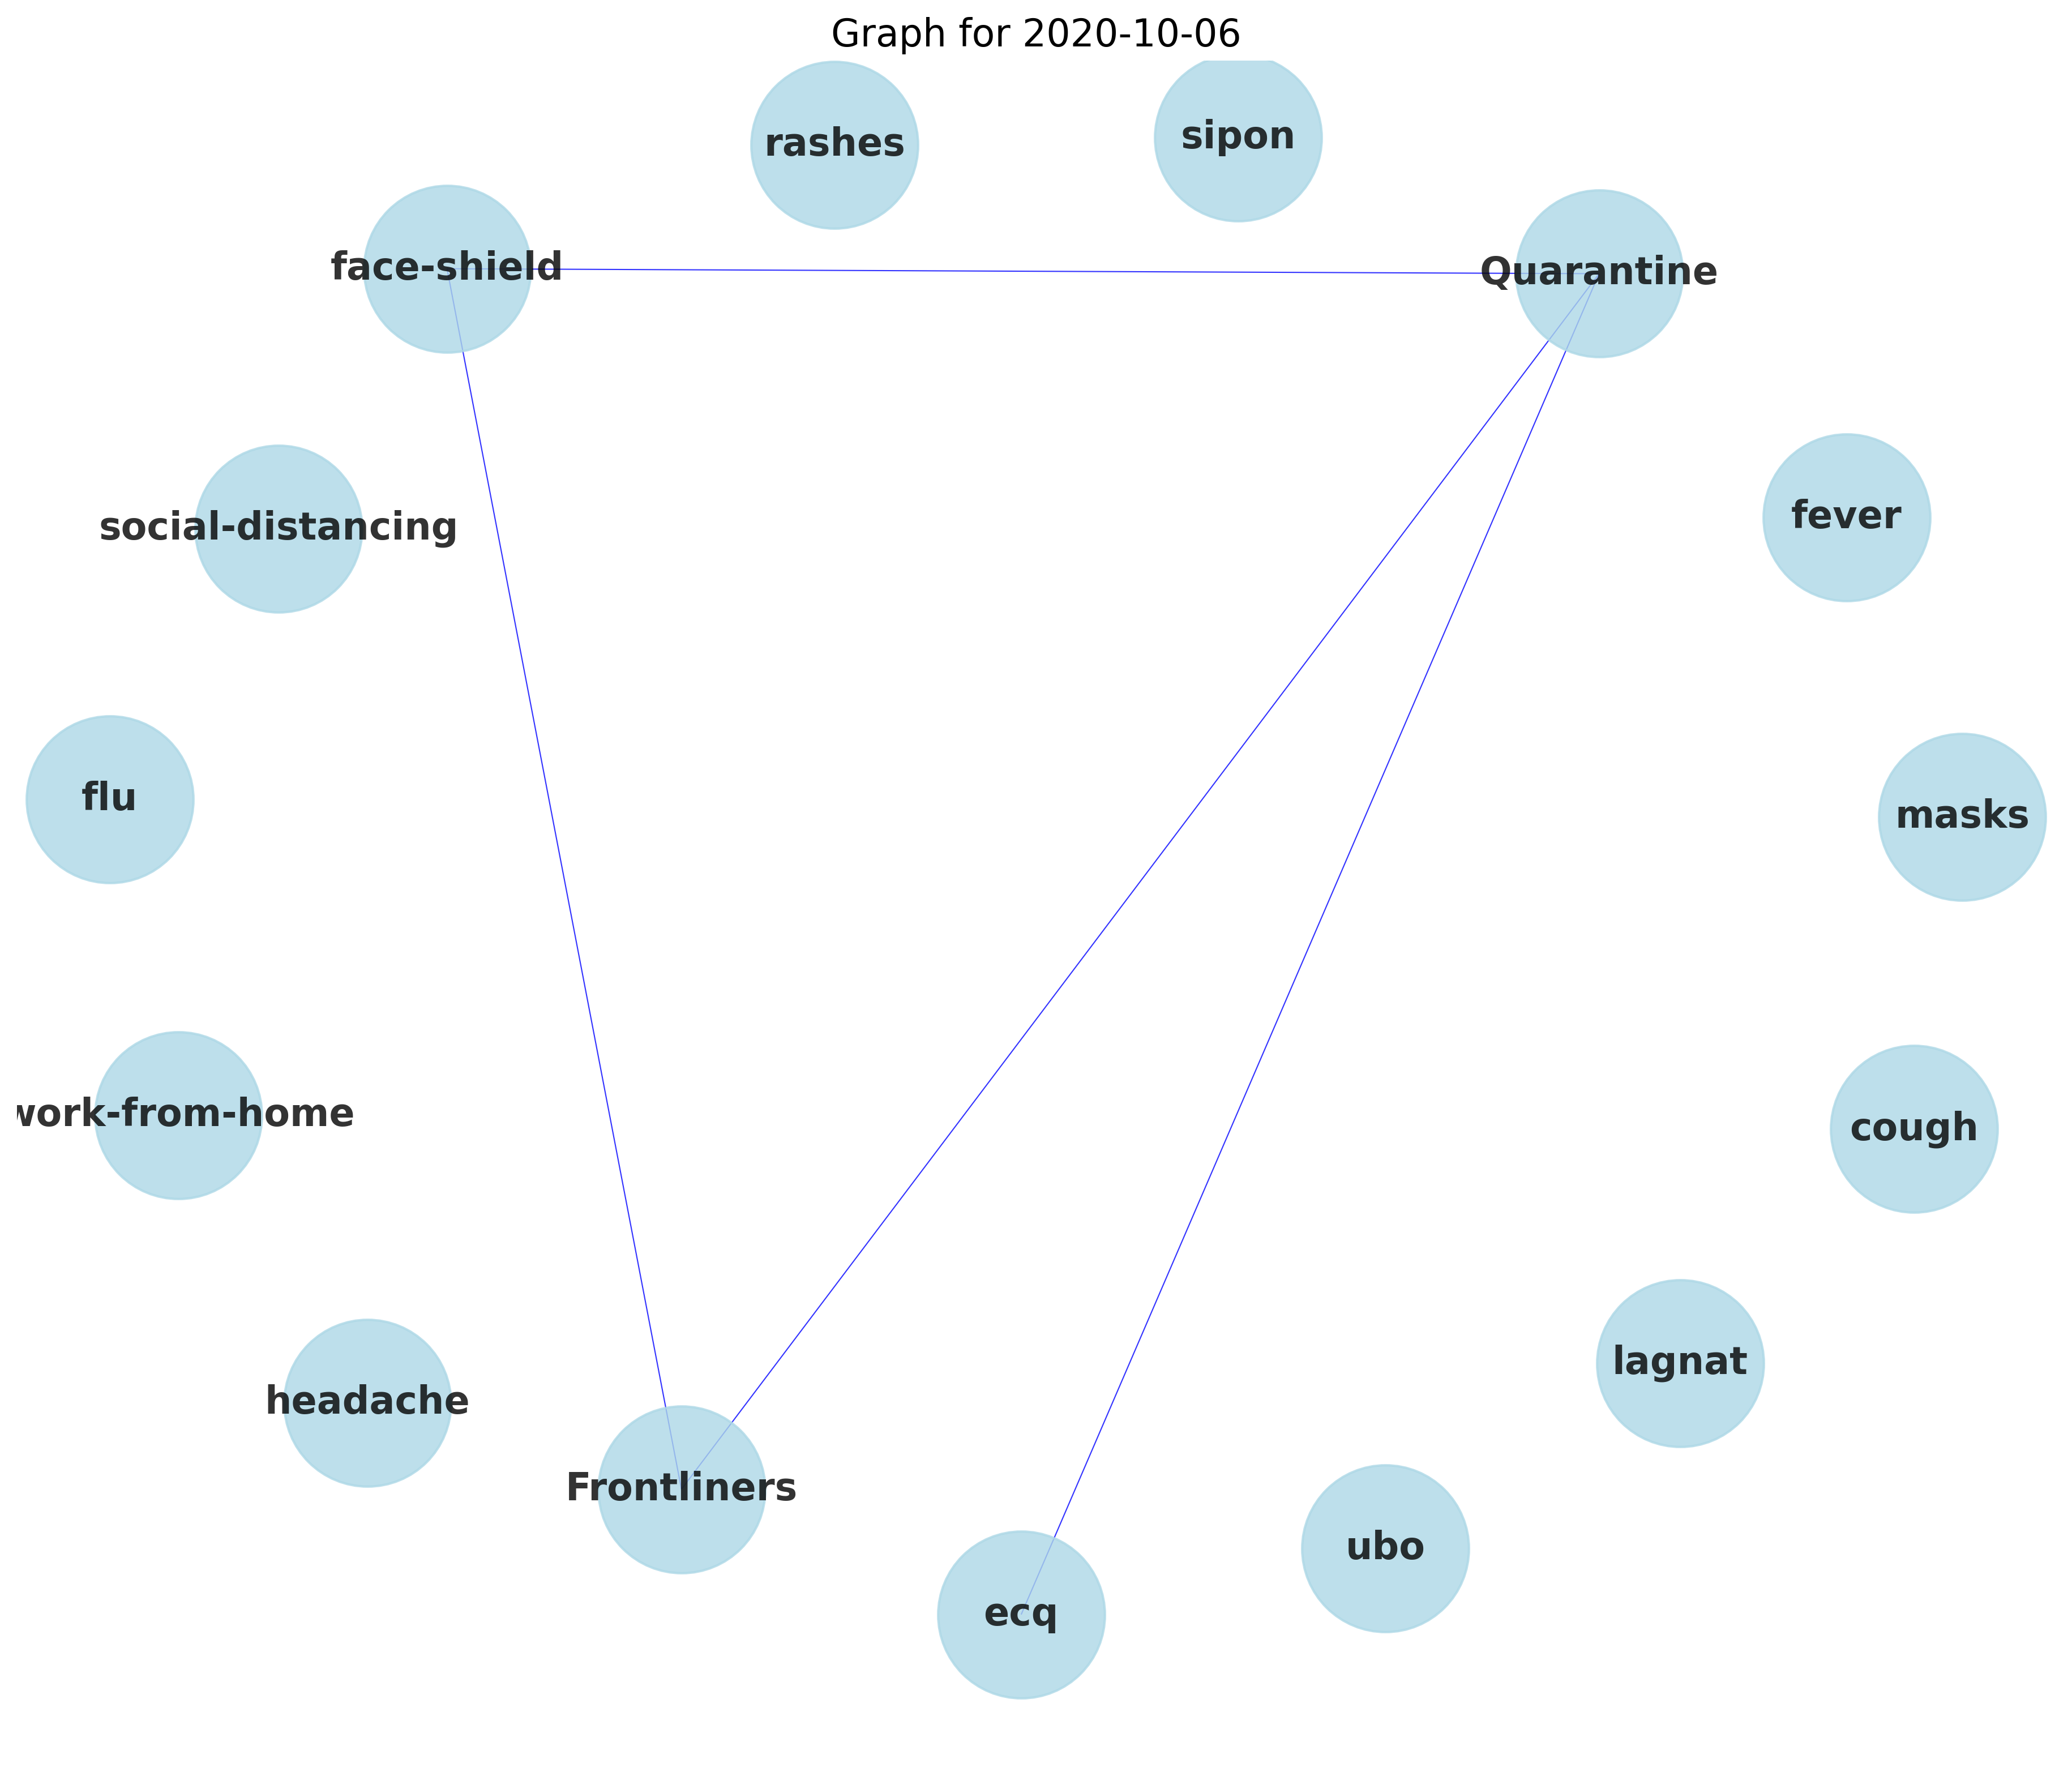 Graph for 2020-10-06
rashes
sipon
face-shield
Quarantine
social-distancing
fever
flu
masks
work-from-home
cough
headache
lagnat
Frontliners
ubo
ecq